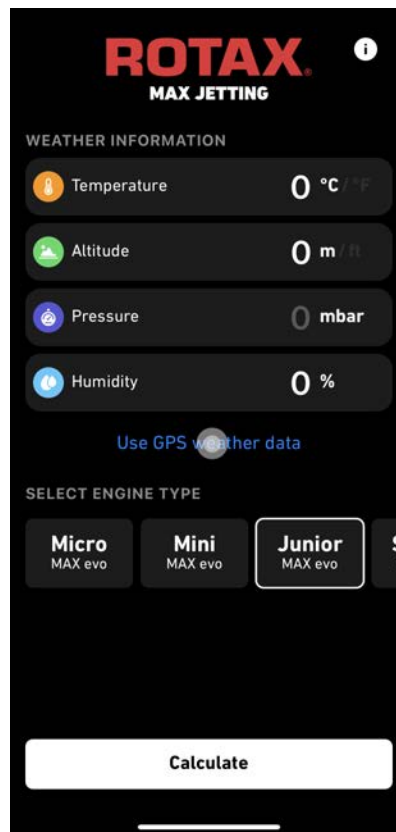 ROTAX®
MAX JETTING
i
WEATHER INFORMATION
Temperature 0 °C / °F
Altitude 0 m / ft
Pressure 0 mbar
Humidity 0 %
Use GPS weather data
SELECT ENGINE TYPE
Micro Mini Junior
MAX evo MAX evo MAX evo
Calculate